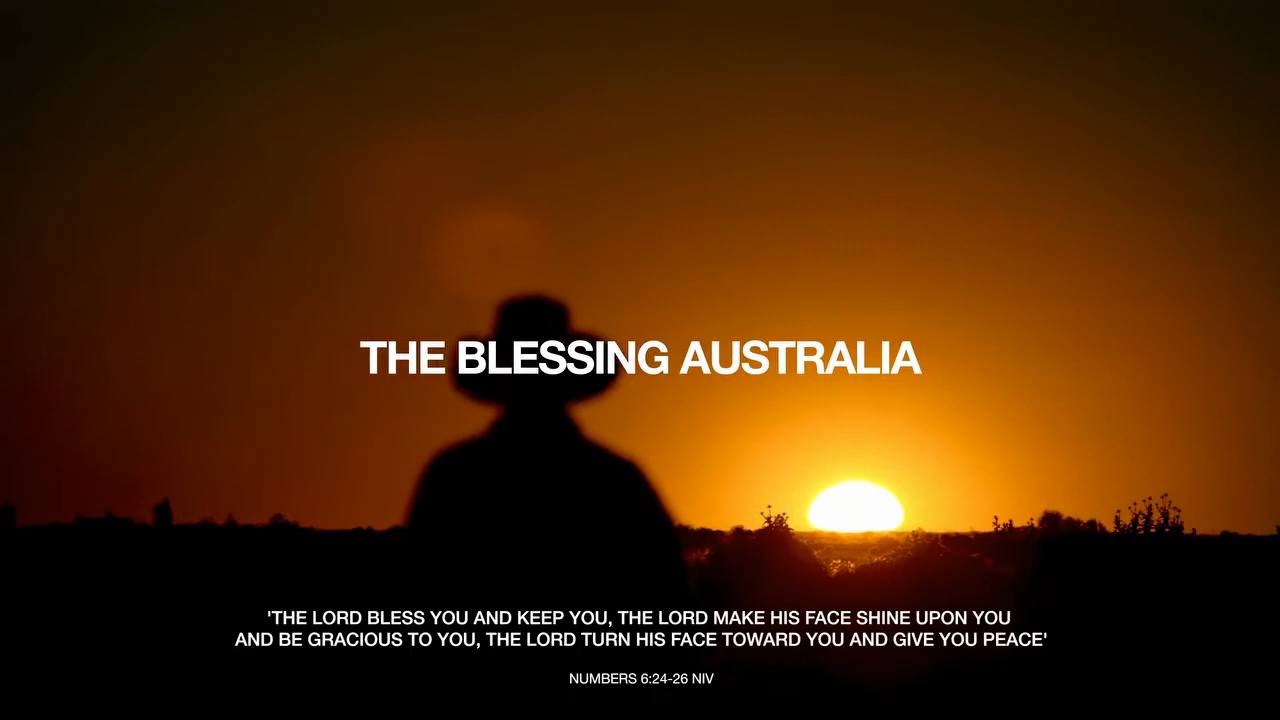 THE BLESSING AUSTRALIA
'THE LORD BLESS YOU AND KEEP YOU, THE LORD MAKE HIS FACE SHINE UPON YOU
AND BE GRACIOUS TO YOU, THE LORD TURN HIS FACE TOWARD YOU AND GIVE YOU PEACE'
NUMBERS 6:24-26 NIV